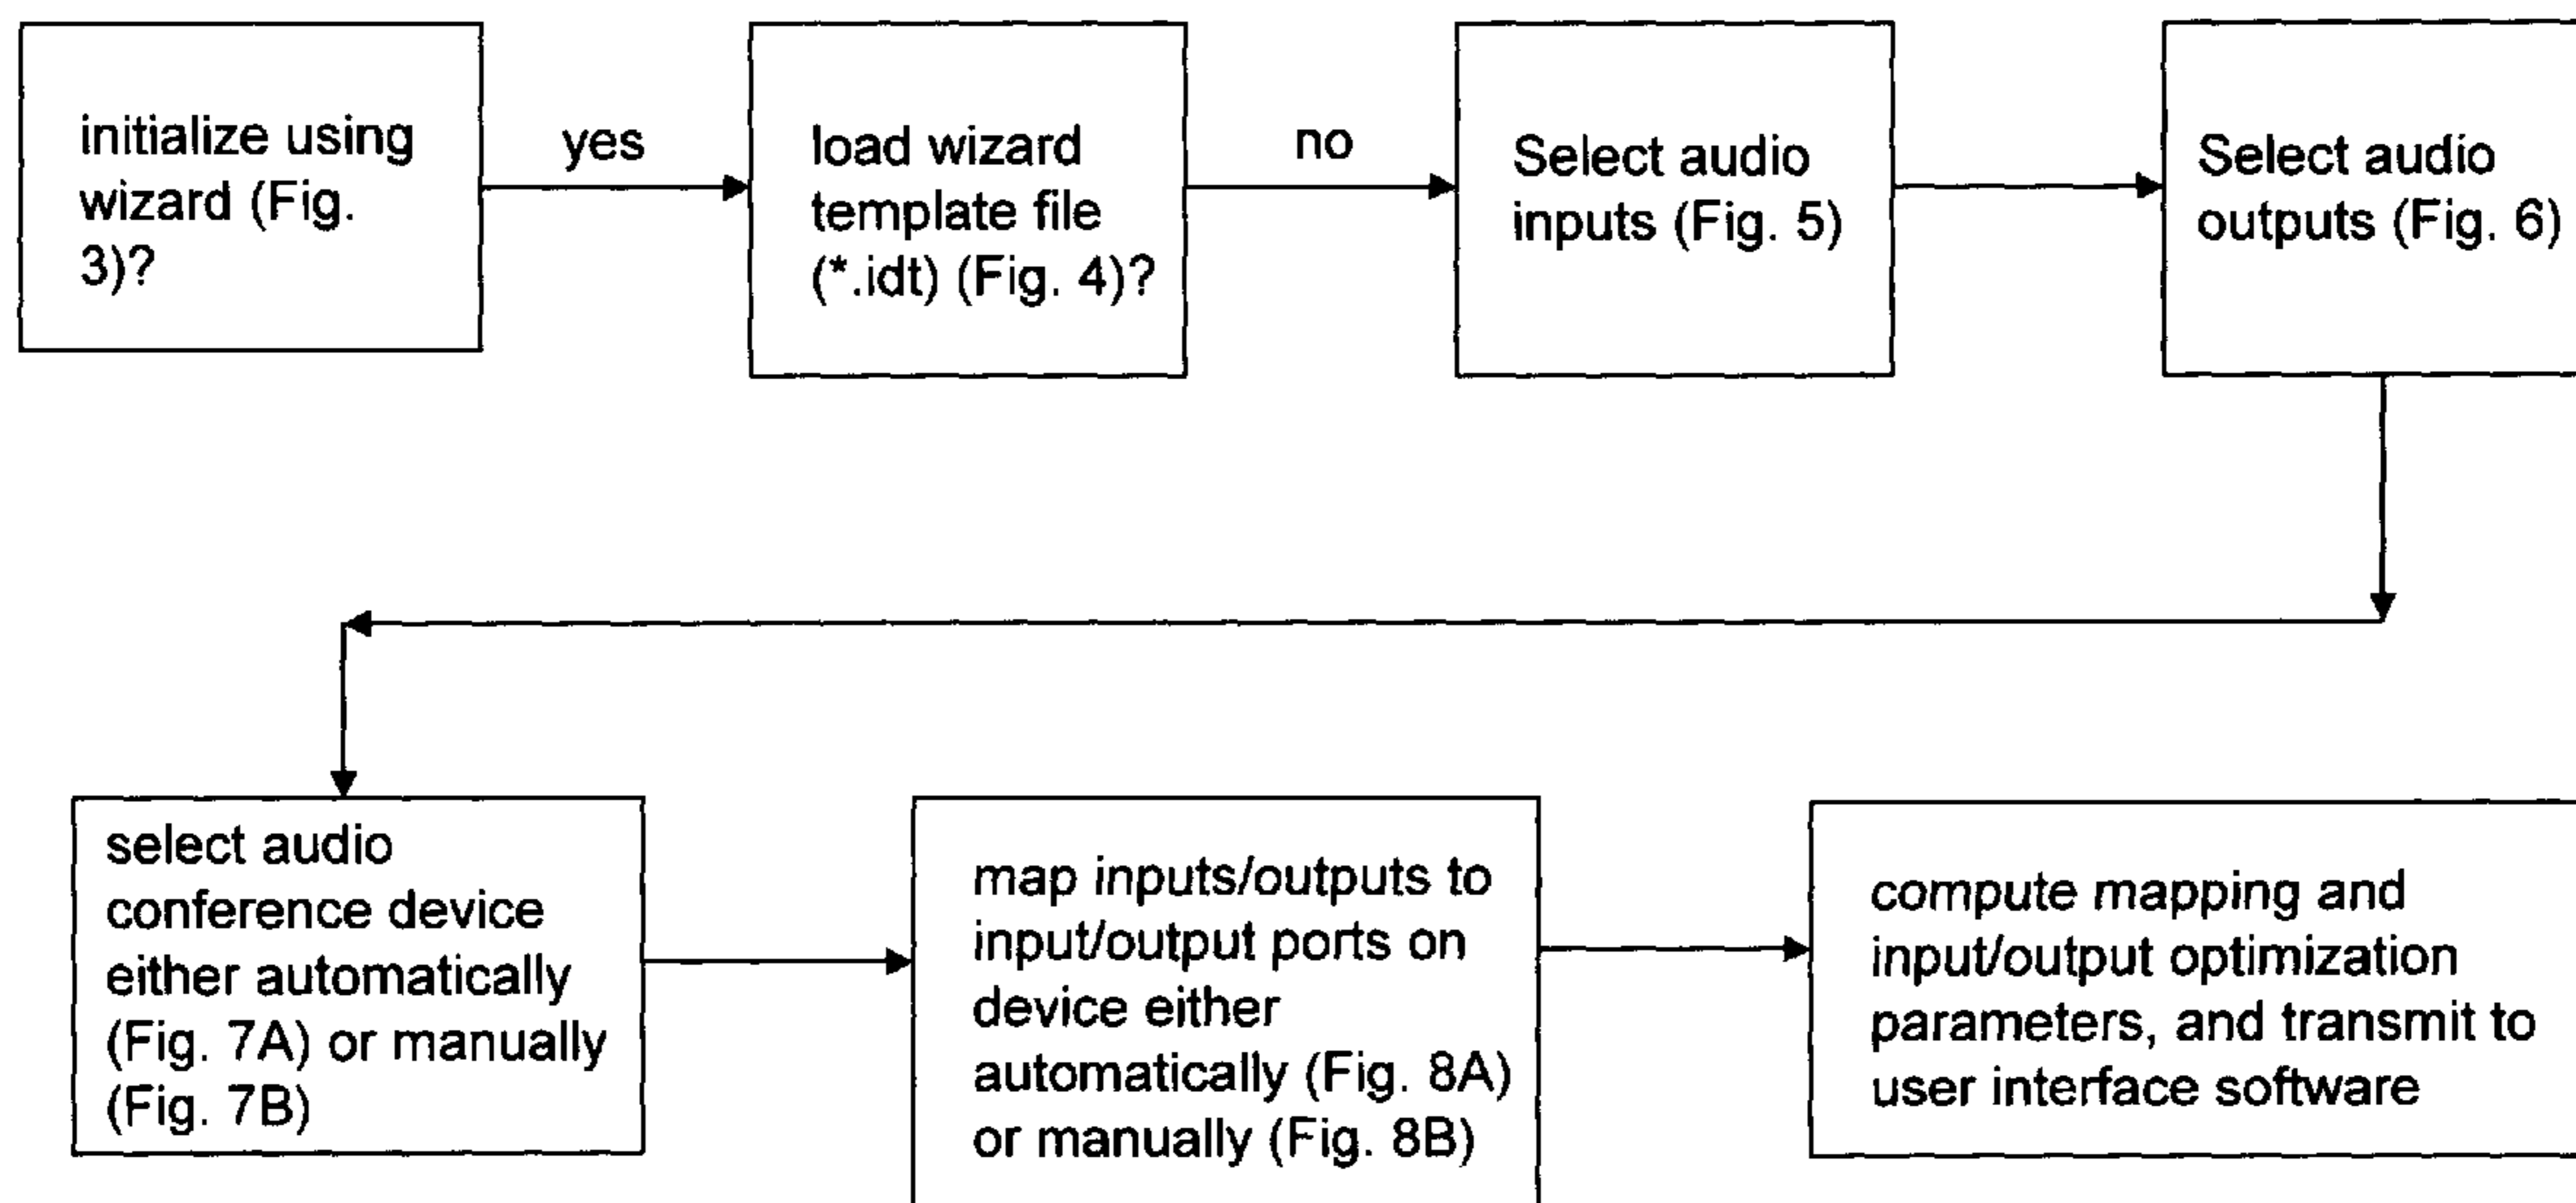 initialize using
wizard (Fig.
3)?
yes
load wizard
template file
(*.idt) (Fig. 4)?
no
Select audio
inputs (Fig. 5)
Select audio
outputs (Fig. 6)
select audio
conference device
either automatically
(Fig. 7A) or manually
(Fig. 7B)
map inputs/outputs to
input/output ports on
device either
automatically (Fig. 8A)
or manually (Fig. 8B)
compute mapping and
input/output optimization
parameters, and transmit to
user interface software